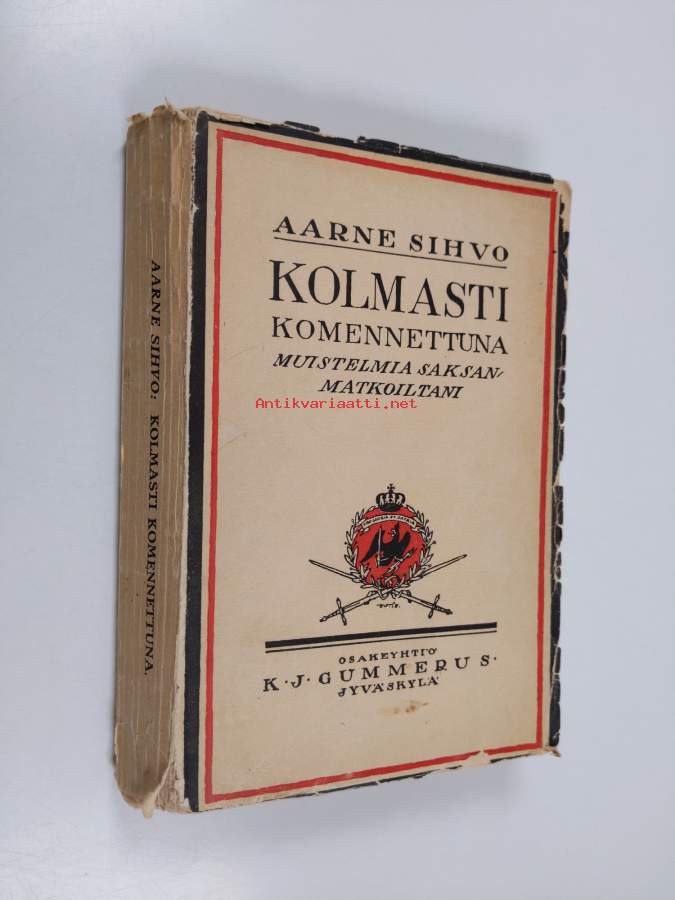 AARNE SIHVO: KOLMASTI KOMENNETTUNA.
AARNE SIHVO
KOLMASTI
KOMENNETTUNA
MUISTELMIA SAKSAN/
MATKOILTANI
Antikvariaatti.net
OSAKEYHTIÖ
K·J·GUMMERUS·
JYVÄSKYLÄ